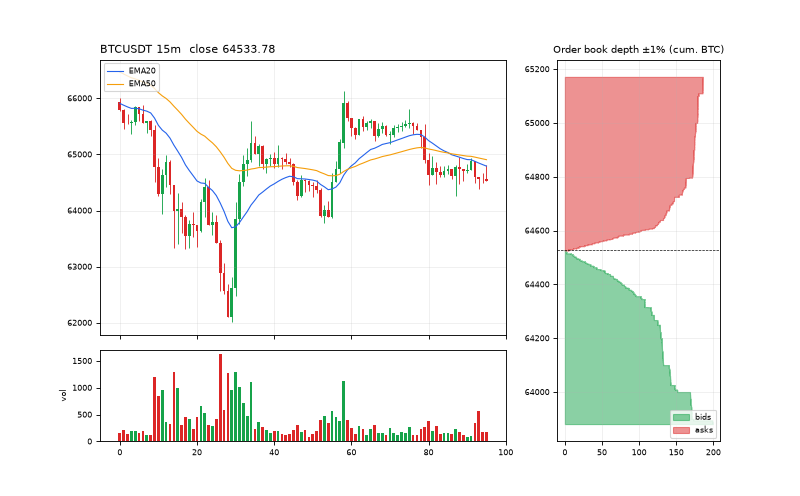 BTCUSDT 15m close 64533.78
EMA20
EMA50
66000
65000
64000
63000
62000
1500
1000
500
0
vol
0 20 40 60 80 100
Order book depth ±1% (cum. BTC)
65200
65000
64800
64600
64400
64200
64000
bids
asks
0 50 100 150 200